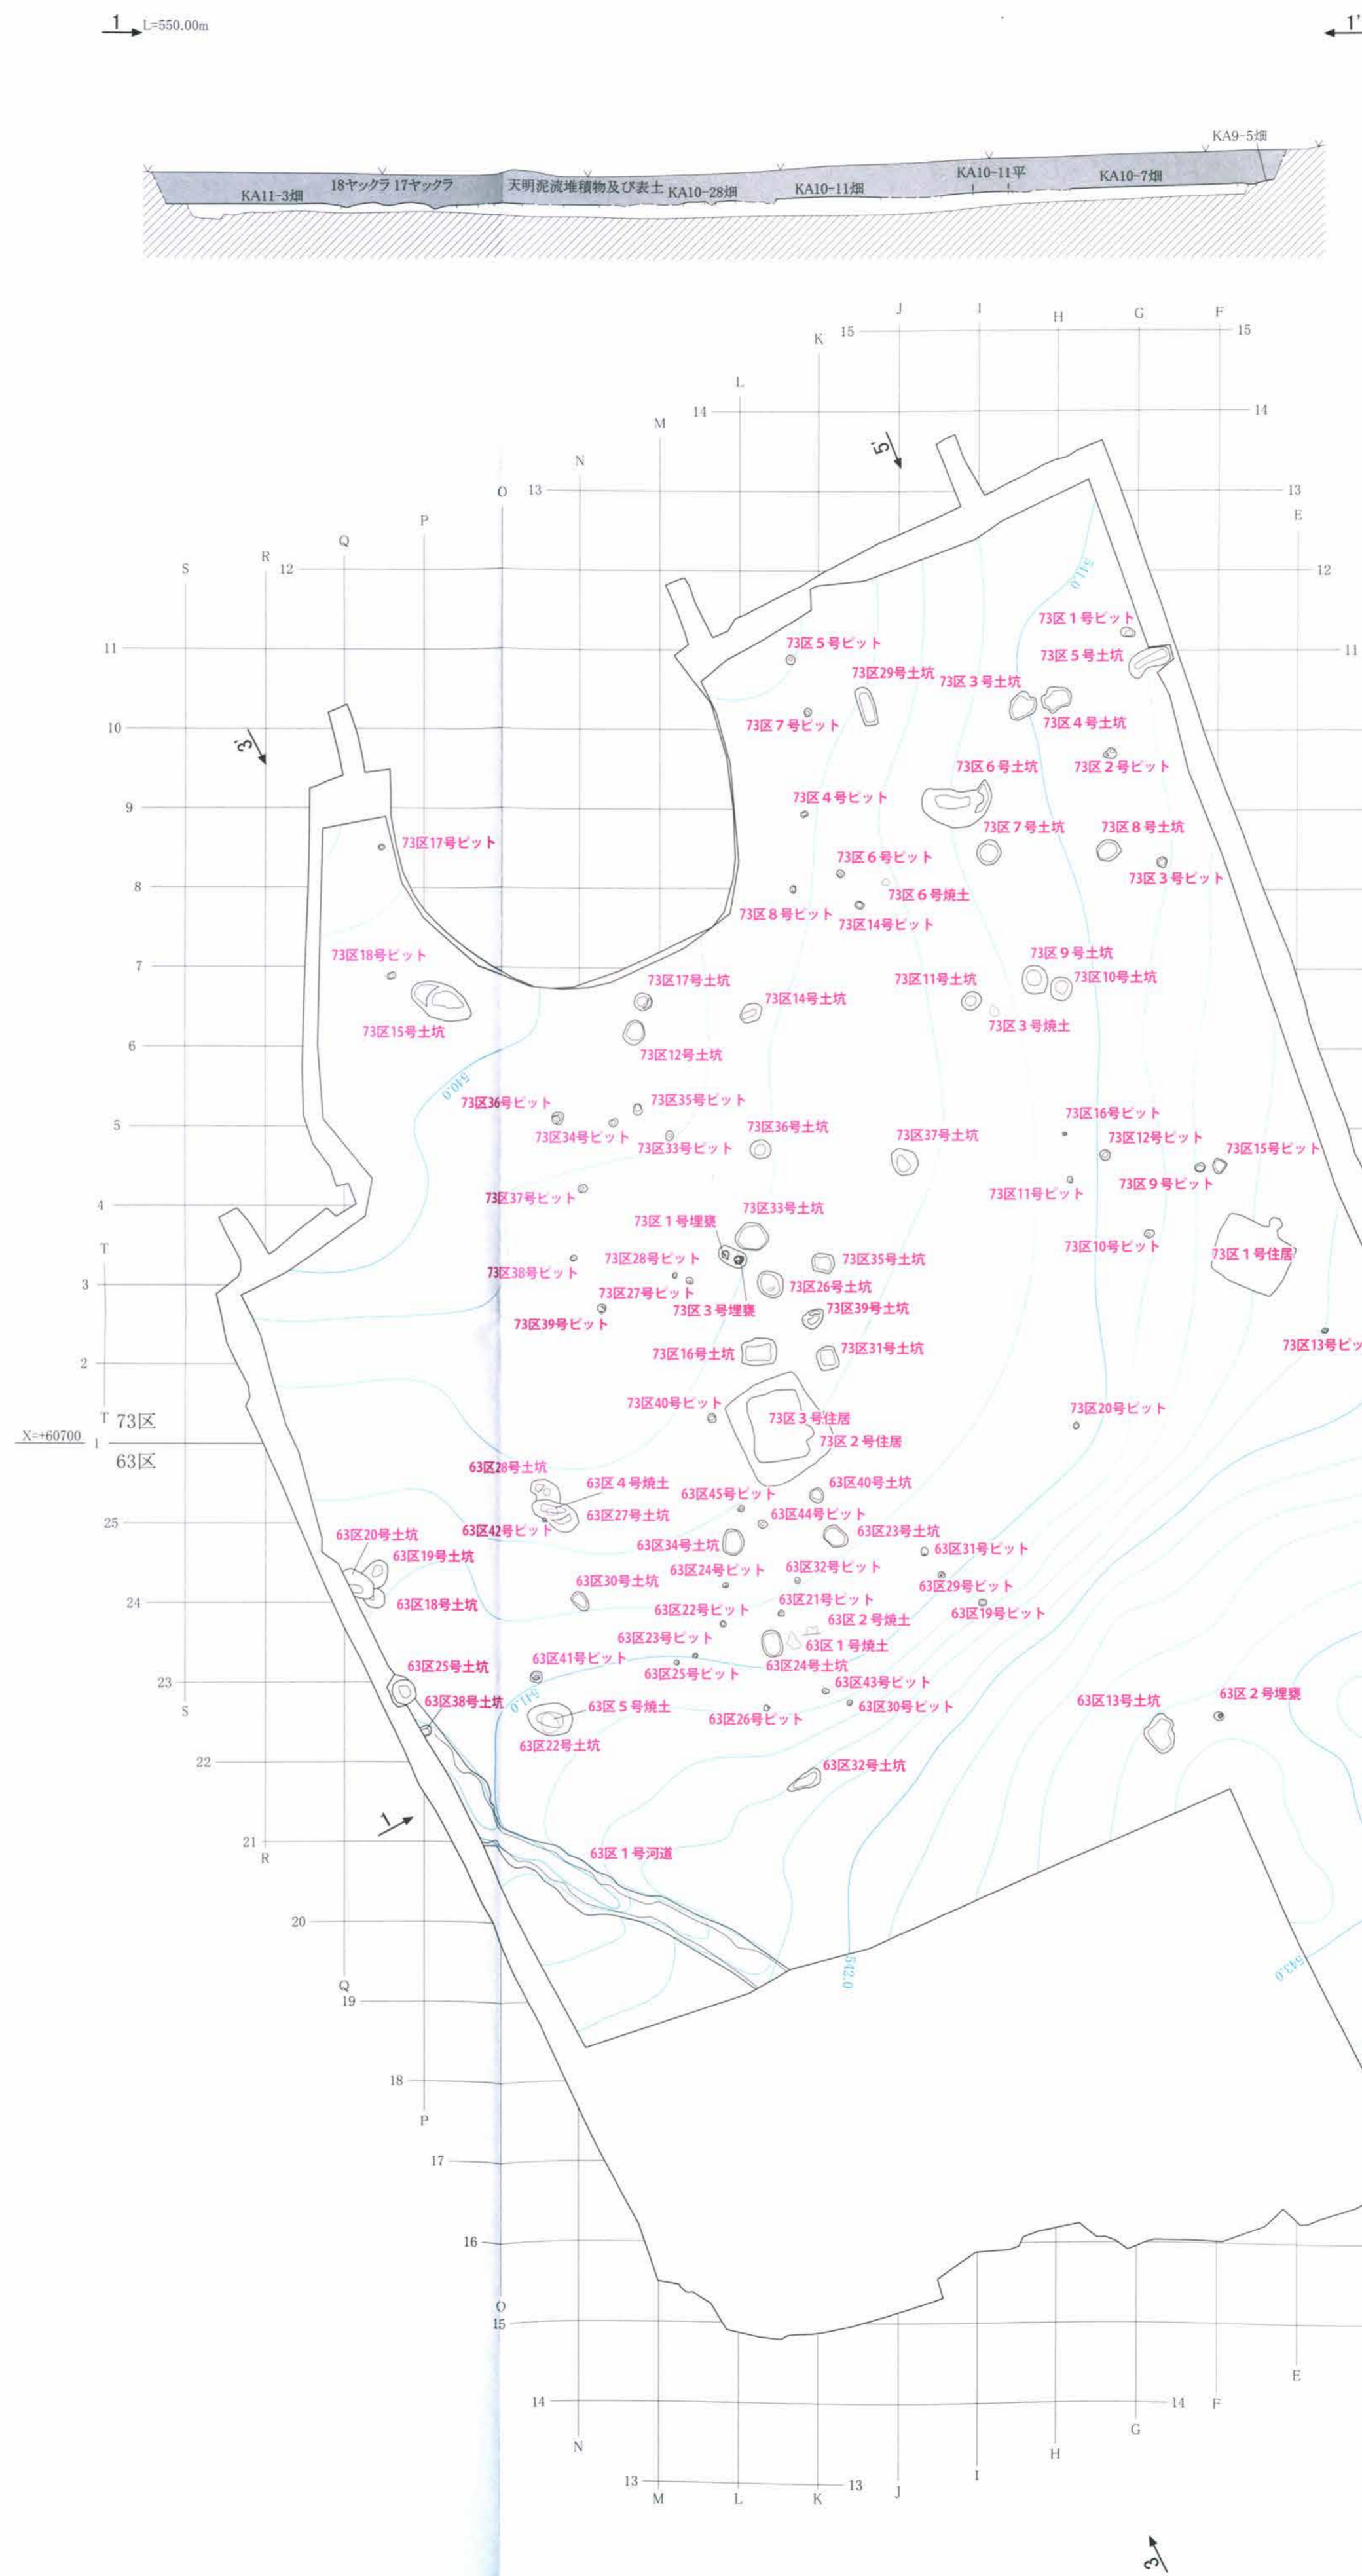 1 L=550.00m 1'
KA9-5畑
KA11-3畑 18ヤックラ 17ヤックラ 天明泥流堆積物及び表土 KA10-28畑 KA10-11畑 KA10-11平 KA10-7畑
J I H G F
K 15 15
L
M 14 14
5'
N
O 13 13
P E
Q
R 12 12
S
541.0
73区1号ピット
11 73区5号ピット 73区5号土坑 11
73区29号土坑 73区3号土坑
10 73区7号ピット 73区4号土坑
3'
73区6号土坑 73区2号ピット
9 73区4号ピット
73区7号土坑 73区8号土坑
73区17号ピット
73区6号ピット
8 73区6号焼土 73区3号ピット
73区8号ピット 73区14号ピット
73区18号ピット 73区9号土坑
7 73区17号土坑 73区11号土坑 73区10号土坑
73区14号土坑
73区15号土坑 73区3号焼土
6 73区12号土坑
540.0
73区36号ピット 73区35号ピット
5 73区34号ピット 73区36号土坑 73区37号土坑 73区16号ピット
73区33号ピット 73区12号ピット 73区15号ピット
73区37号ピット 73区11号ピット 73区9号ピット
4 73区33号土坑
73区1号埋甕
T 73区28号ピット 73区35号土坑 73区10号ピット 73区1号住居
3 73区38号ピット 73区26号土坑
73区27号ピット
73区39号ピット 73区3号埋甕 73区39号土坑
2 73区16号土坑 73区31号土坑 73区13号ピッ
73区40号ピット
T 73区 73区3号住居 73区20号ピット
X=+60700 1 73区2号住居
63区
63区28号土坑 63区4号焼土 63区40号土坑
63区45号ピット
25 63区42号ピット 63区27号土坑 63区44号ピット 63区23号土坑
63区20号土坑 63区34号土坑 63区31号ピット
63区19号土坑 63区24号ピット 63区32号ピット
63区30号土坑 63区29号ピット
24 63区18号土坑 63区22号ピット 63区21号ピット 63区19号ピット
63区2号焼土
63区23号ピット 63区1号焼土
63区25号土坑 63区41号ピット 63区25号ピット 63区24号土坑
23 63区43号ピット
S 63区38号土坑 541.0 63区5号焼土 63区26号ピット 63区30号ピット 63区13号土坑 63区2号埋甕
63区22号土坑
22 63区32号土坑
1
21 63区1号河道
R
20
542.0 543.0
Q
19
18
P
17
16
O
15
E
14 14 F
G
N H
I
13 13
M L K J
3